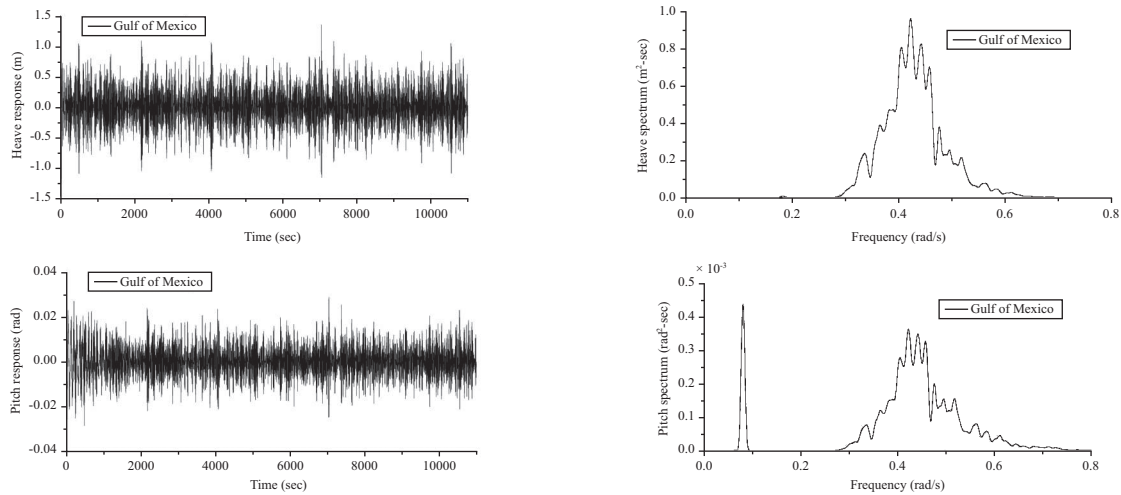 Gulf of Mexico
Heave response (m)
1.5
1.0
0.5
0.0
-0.5
-1.0
-1.5
0 2000 4000 6000 8000 10000
Time (sec)
Gulf of Mexico
Heave spectrum (m²-sec)
1.0
0.8
0.6
0.4
0.2
0.0
0.0 0.2 0.4 0.6 0.8
Frequency (rad/s)
Gulf of Mexico
Pitch response (rad)
0.04
0.02
0.00
-0.02
-0.04
0 2000 4000 6000 8000 10000
Time (sec)
× 10⁻³
Gulf of Mexico
Pitch spectrum (rad²-sec)
0.5
0.4
0.3
0.2
0.1
0.0
0.0 0.2 0.4 0.6 0.8
Frequency (rad/s)